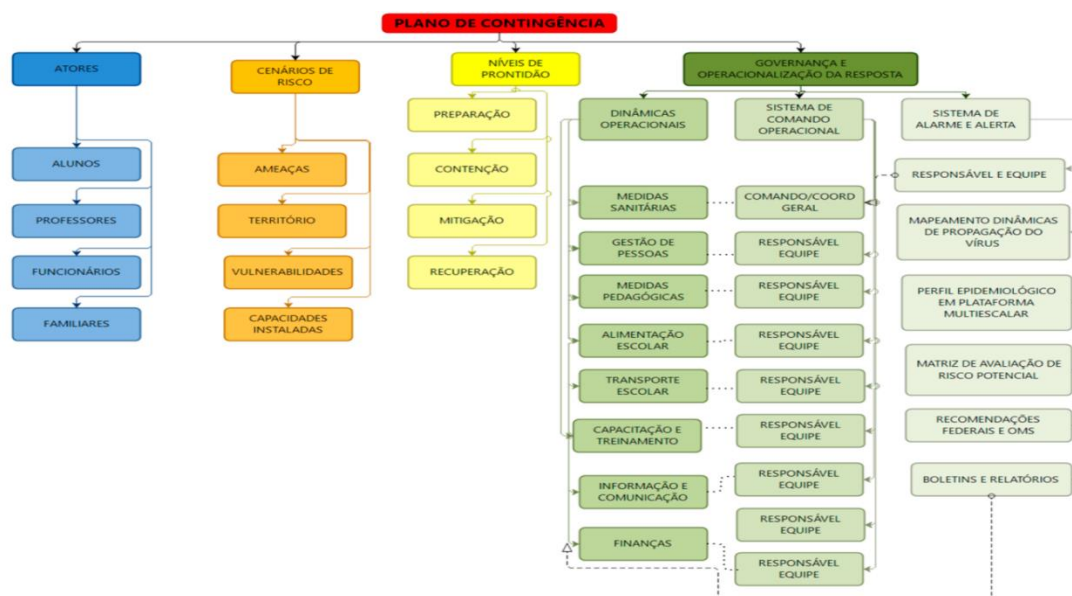 PLANO DE CONTINGÊNCIA
ATORES
ALUNOS
PROFESSORES
FUNCIONÁRIOS
FAMILIARES
CENÁRIOS DE
RISCO
AMEAÇAS
TERRITÓRIO
VULNERABILIDADES
CAPACIDADES
INSTALADAS
NÍVEIS DE
PRONTIDÃO
PREPARAÇÃO
CONTENÇÃO
MITIGAÇÃO
RECUPERAÇÃO
GOVERNANÇA E
OPERACIONALIZAÇÃO DA RESPOSTA
DINÂMICAS
OPERACIONAIS
MEDIDAS
SANITÁRIAS
GESTÃO DE
PESSOAS
MEDIDAS
PEDAGÓGICAS
ALIMENTAÇÃO
ESCOLAR
TRANSPORTE
ESCOLAR
CAPACITAÇÃO E
TREINAMENTO
INFORMAÇÃO E
COMUNICAÇÃO
FINANÇAS
SISTEMA DE
COMANDO
OPERACIONAL
COMANDO/COORD
GERAL
RESPONSÁVEL
EQUIPE
RESPONSÁVEL
EQUIPE
RESPONSÁVEL
EQUIPE
RESPONSÁVEL
EQUIPE
RESPONSÁVEL
EQUIPE
RESPONSÁVEL
EQUIPE
RESPONSÁVEL
EQUIPE
RESPONSÁVEL
EQUIPE
SISTEMA DE
ALARME E ALERTA
RESPONSÁVEL E EQUIPE
MAPEAMENTO DINÂMICAS
DE PROPAGAÇÃO DO
VÍRUS
PERFIL EPIDEMIOLÓGICO
EM PLATAFORMA
MULTIESCALAR
MATRIZ DE AVALIAÇÃO DE
RISCO POTENCIAL
RECOMENDAÇÕES
FEDERAIS E OMS
BOLETINS E RELATÓRIOS